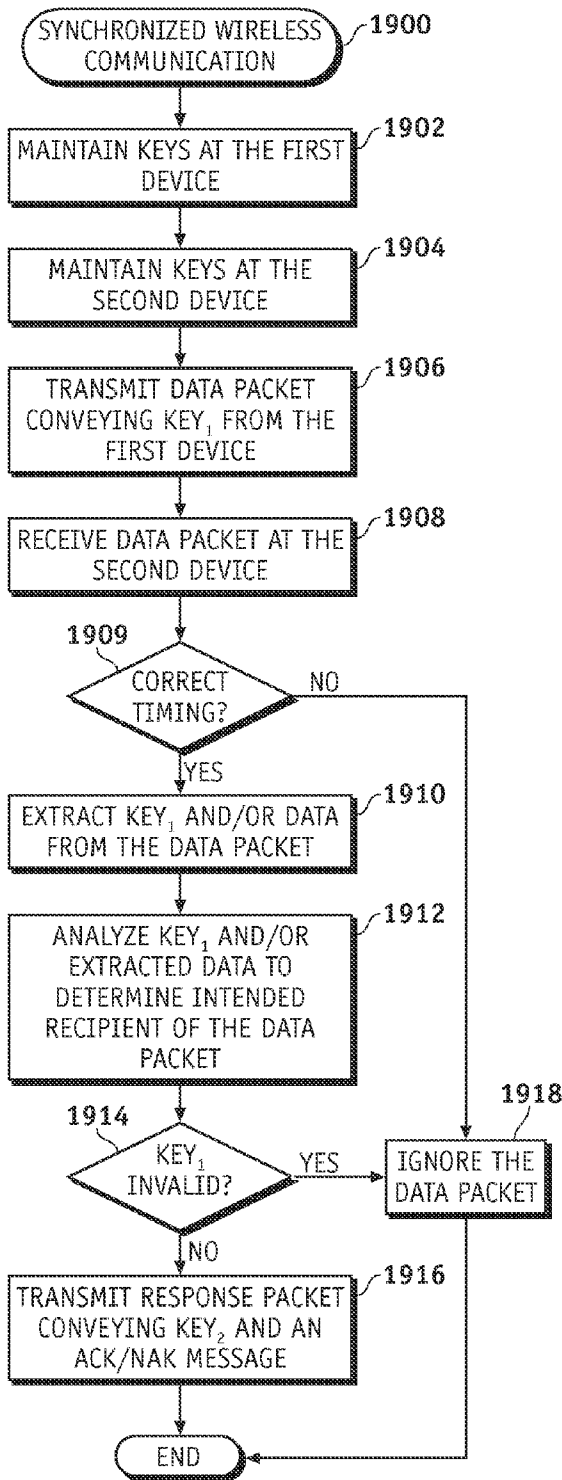 SYNCHRONIZED WIRELESS
COMMUNICATION
1900
1902
MAINTAIN KEYS AT THE FIRST
DEVICE
1904
MAINTAIN KEYS AT THE
SECOND DEVICE
1906
TRANSMIT DATA PACKET
CONVEYING KEY₁ FROM THE
FIRST DEVICE
1908
RECEIVE DATA PACKET AT THE
SECOND DEVICE
1909
CORRECT
TIMING?
NO
YES
1910
EXTRACT KEY₁ AND/OR DATA
FROM THE DATA PACKET
1912
ANALYZE KEY₁ AND/OR
EXTRACTED DATA TO
DETERMINE INTENDED
RECIPIENT OF THE DATA
PACKET
1914
KEY₁
INVALID?
YES
1918
IGNORE THE
DATA PACKET
NO
1916
TRANSMIT RESPONSE PACKET
CONVEYING KEY₂ AND AN
ACK/NAK MESSAGE
END